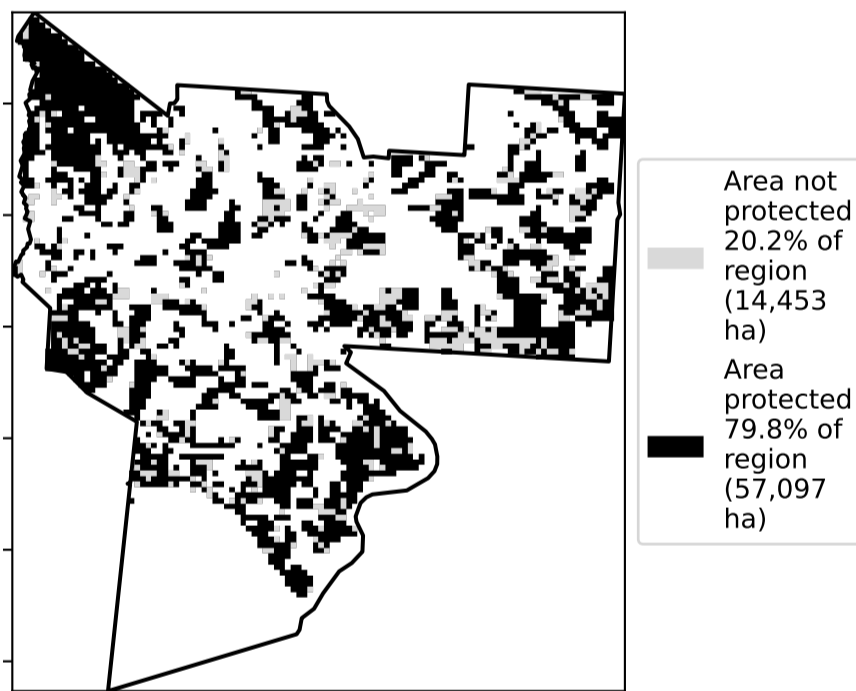 Area not
protected
20.2% of
region
(14,453
ha)
Area
protected
79.8% of
region
(57,097
ha)